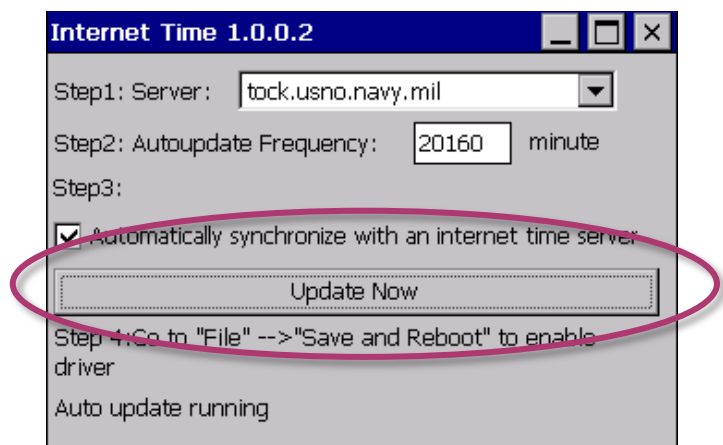 Internet Time 1.0.0.2
Step1: Server: tock.usno.navy.mil
Step2: Autoupdate Frequency: 20160 minute
Step3:
Automatically synchronize with an internet time server
Update Now
Step 4:Go to "File" -->"Save and Reboot" to enable
driver
Auto update running